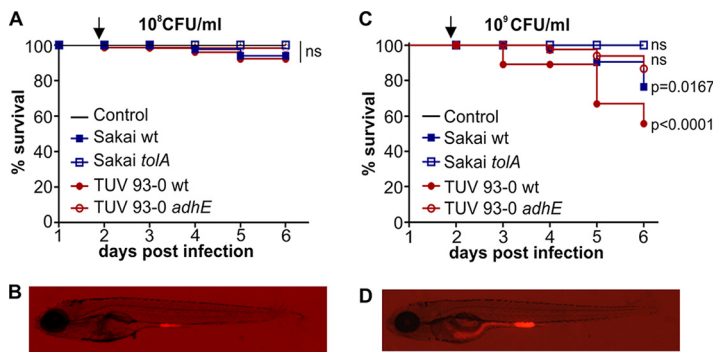 A
10⁸CFU/ml
% survival
100
80
60
40
20
0
ns
Control
Sakai wt
Sakai tolA
TUV 93-0 wt
TUV 93-0 adhE
1 2 3 4 5 6
days post infection
B
C
10⁹CFU/ml
% survival
100
80
60
40
20
0
ns
ns
p=0.0167
p<0.0001
Control
Sakai wt
Sakai tolA
TUV 93-0 wt
TUV 93-0 adhE
1 2 3 4 5 6
days post infection
D